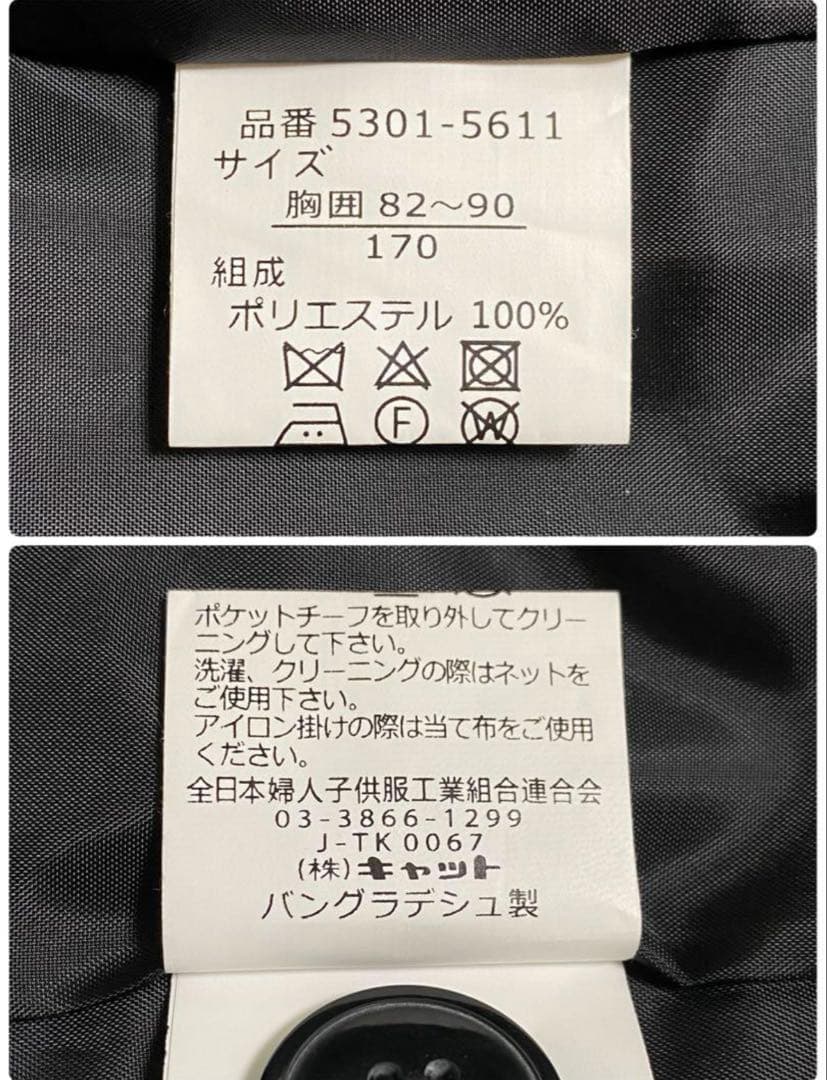 品番 5301-5611
サイズ
胸囲 82～90
170
組成
ポリエステル 100%
F
W
ポケットチーフを取り外してクリー
ニングして下さい。
洗濯、クリーニングの際はネットを
ご使用下さい。
アイロン掛けの際は当て布をご使用
ください。
全日本婦人子供服工業組合連合会
03-3866-1299
J-TK0067
(株)キャット
バングラデシュ製